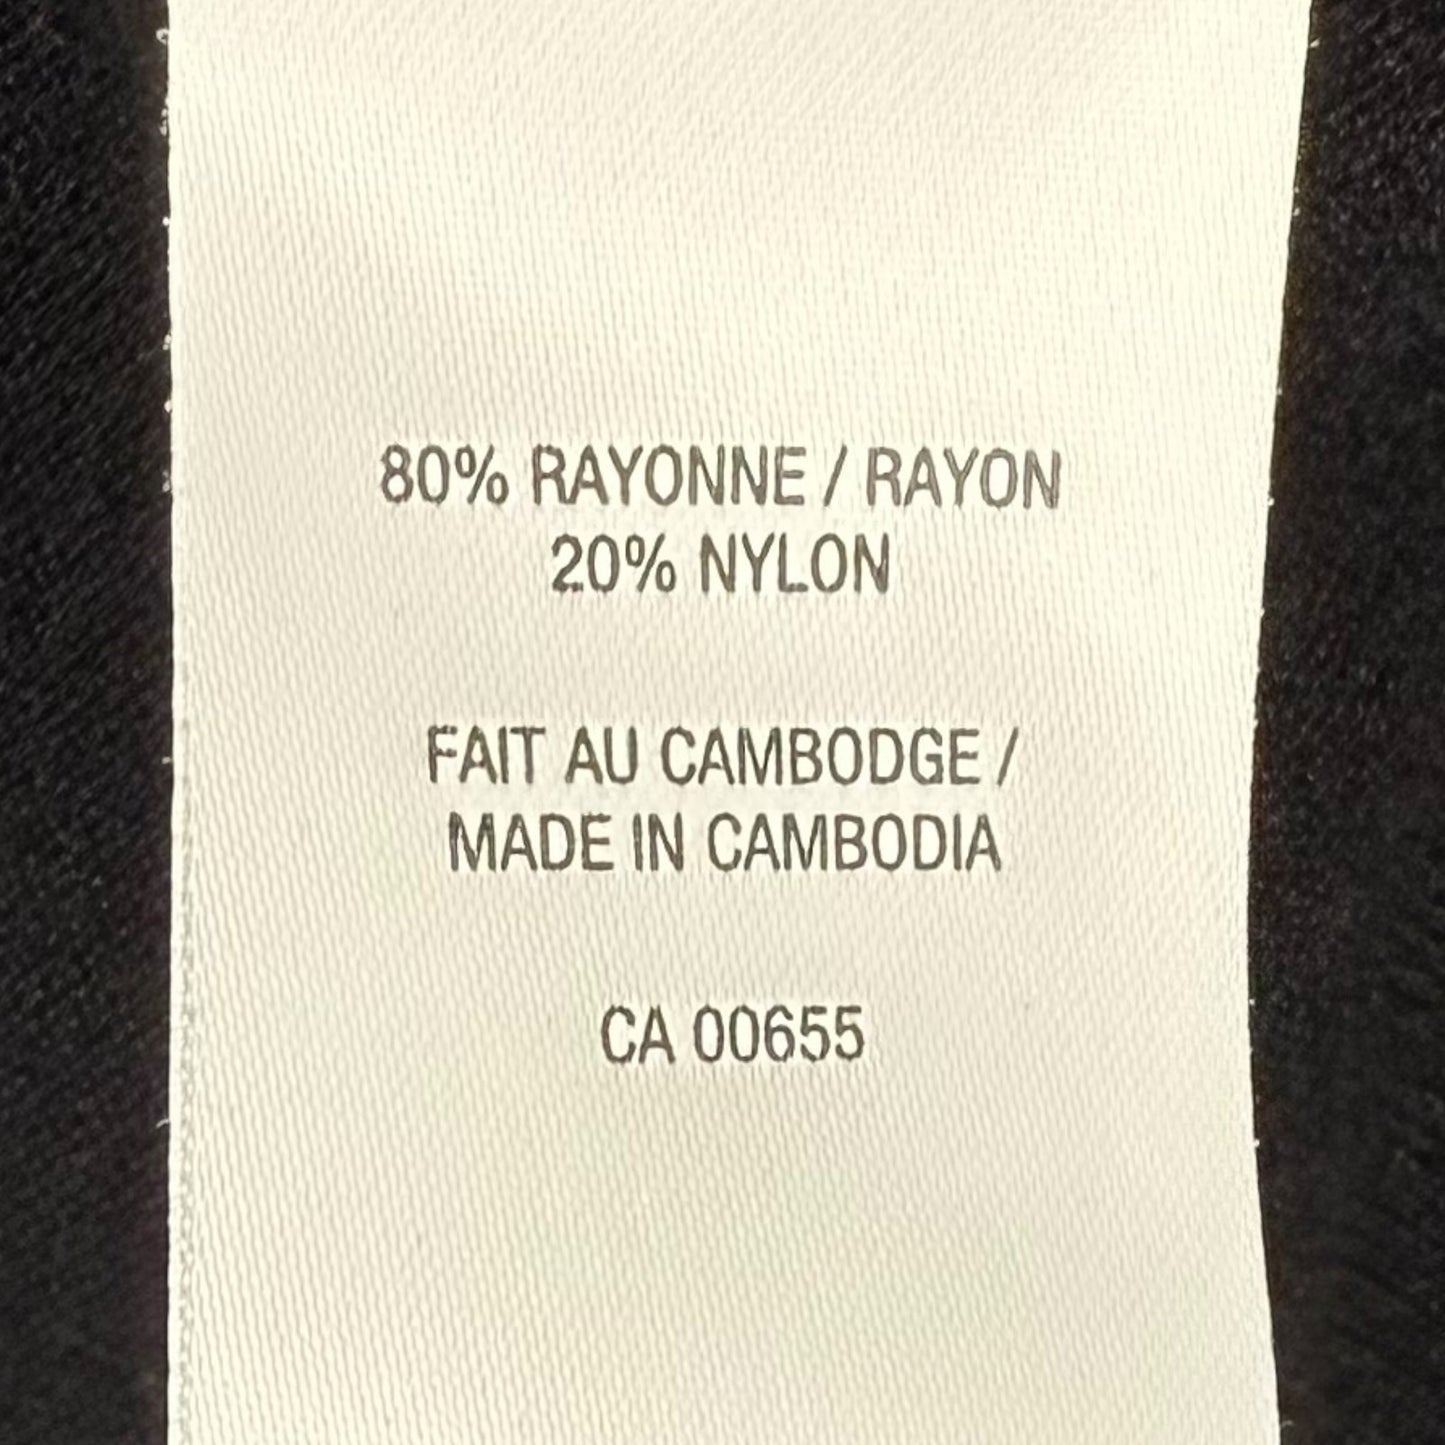 80% RAYONNE / RAYON
20% NYLON
FAIT AU CAMBODGE /
MADE IN CAMBODIA
CA 00655